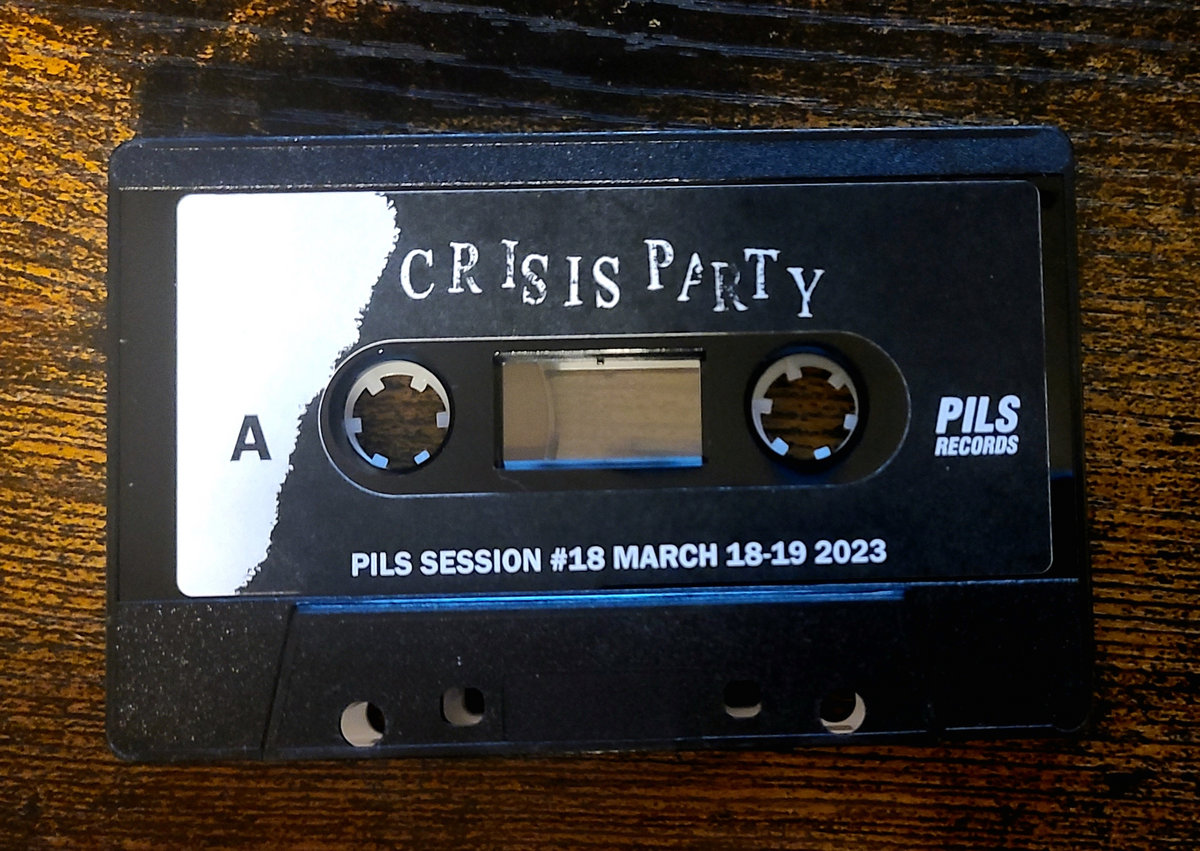 CRISIS PARTY
A
PILS
RECORDS
PILS SESSION #18 MARCH 18-19 2023